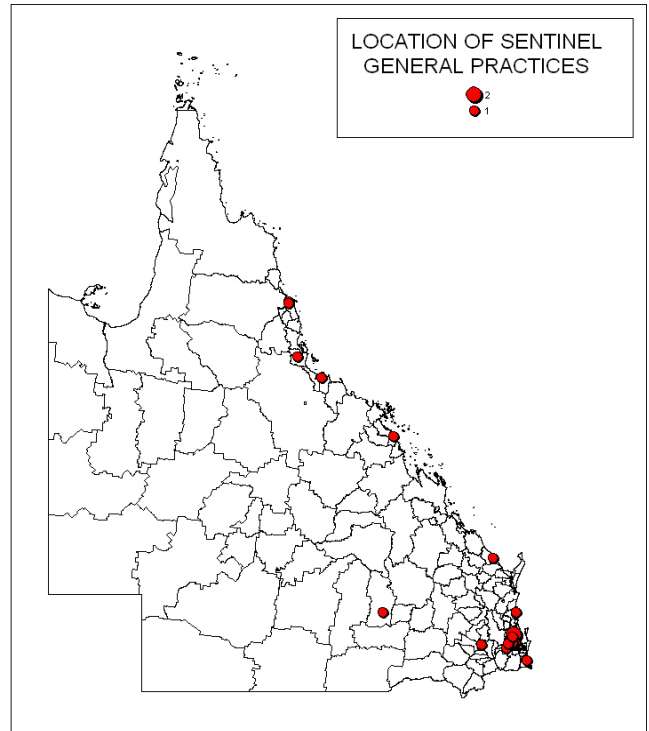 LOCATION OF SENTINEL
GENERAL PRACTICES
2
1